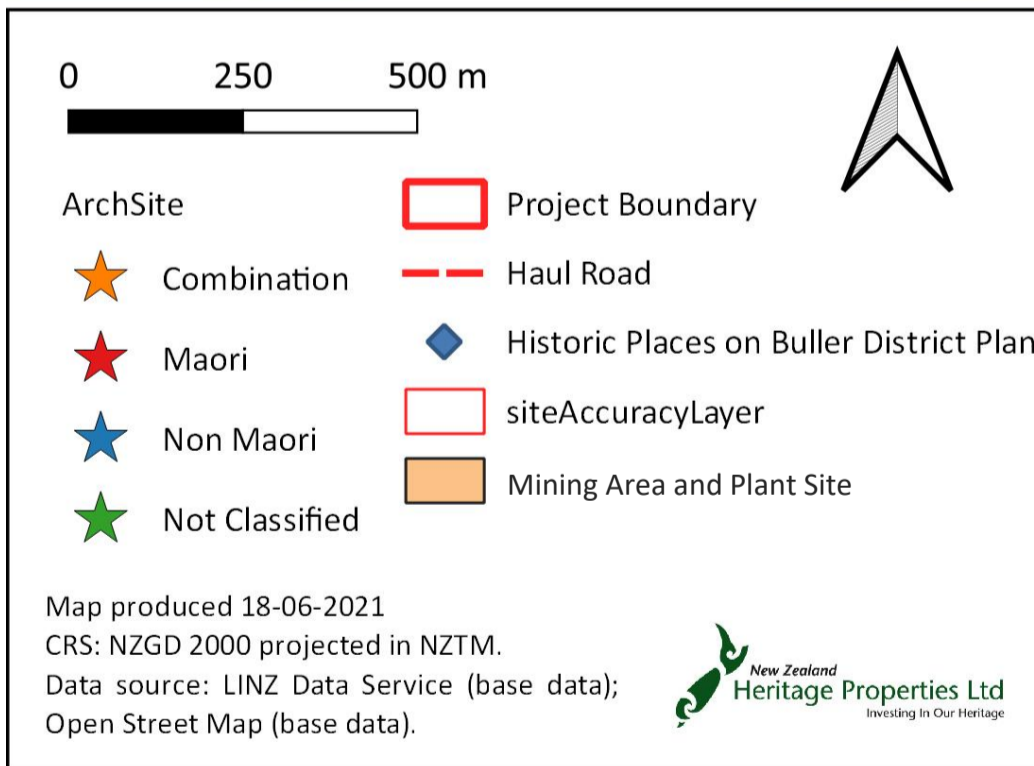 0 250 500 m
ArchSite
Combination
Maori
Non Maori
Not Classified
Project Boundary
Haul Road
Historic Places on Buller District Plan
siteAccuracyLayer
Mining Area and Plant Site
Map produced 18-06-2021
CRS: NZGD 2000 projected in NZTM.
Data source: LINZ Data Service (base data);
Open Street Map (base data).
New Zealand
Heritage Properties Ltd
Investing In Our Heritage